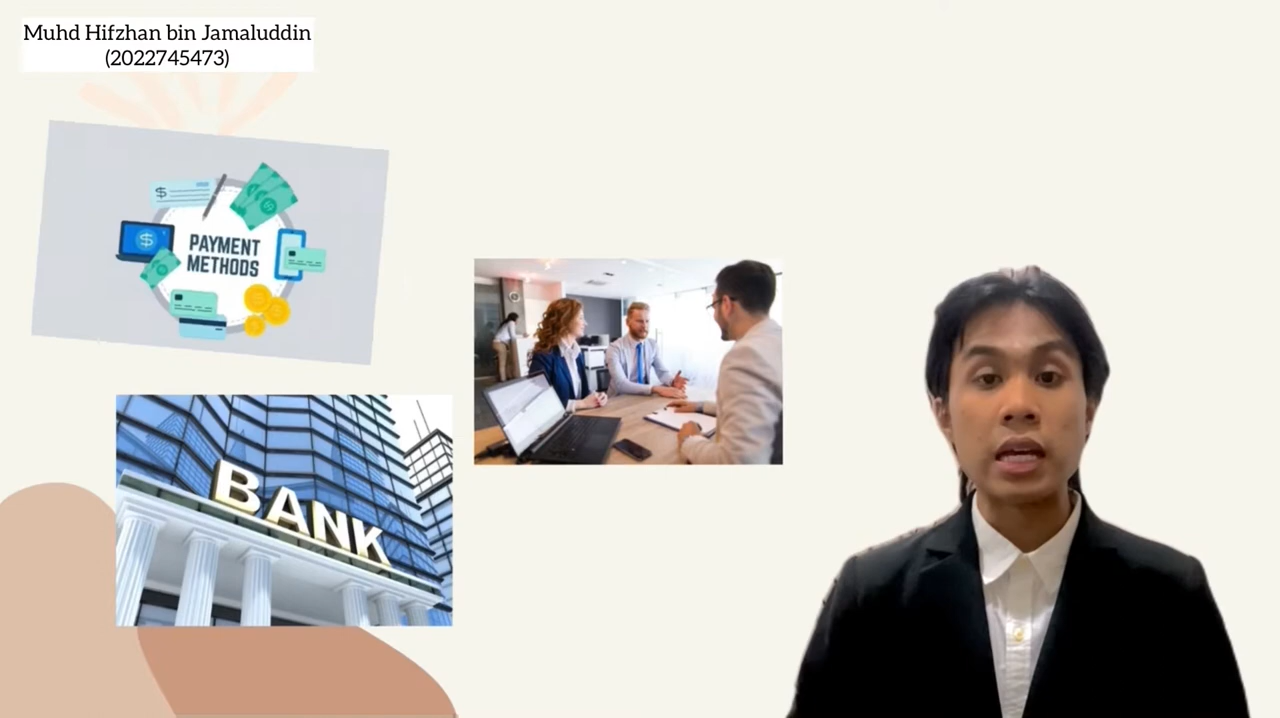 Muhd Hifzhan bin Jamaluddin
(2022745473)
PAYMENT
METHODS
BANK